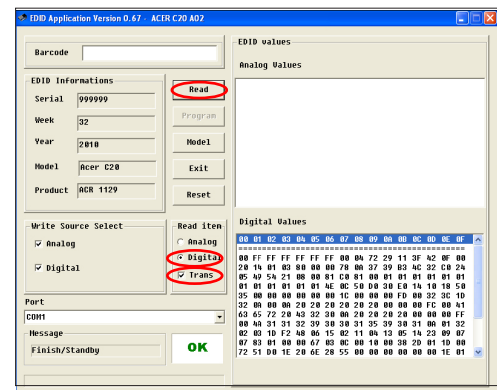 EDID Application Version 0.67 - ACER C20 A02
Barcode
EDID Informations
Serial 999999
Week 32
Year 2010
Model Acer C20
Product ACR 1129
Read
Program
Model
Exit
Reset
Write Source Select
Analog
Digital
Read item
Analog
Digital
Trans
Port
COM1
Message
Finish/Standby
OK
EDID values
Analog Values
Digital Values
00 01 02 03 04 05 06 07 08 09 0A 0B 0C 0D 0E 0F
===============================================
00 FF FF FF FF FF FF 00 04 72 29 11 3F 42 0F 00
20 14 01 03 80 00 00 78 0A 37 39 B3 4C 32 C0 24
05 49 54 21 08 00 81 C0 01 00 01 01 01 01 01 01
01 01 01 01 01 01 4E 0C 50 D0 30 E0 14 10 18 50
35 00 00 00 00 00 00 1C 00 00 00 FD 00 32 3C 1D
32 0A 00 0A 20 20 20 20 20 20 00 00 00 FC 00 41
63 65 72 20 43 32 30 0A 20 20 20 20 00 00 00 FF
00 4A 31 31 32 39 30 30 31 35 39 30 31 0A 01 32
02 03 1D F2 48 06 15 02 11 04 13 05 14 23 09 07
07 83 01 00 00 67 03 0C 00 10 00 38 2D 01 1D 00
72 51 D0 1E 20 6E 28 55 00 00 00 00 00 00 1E 01